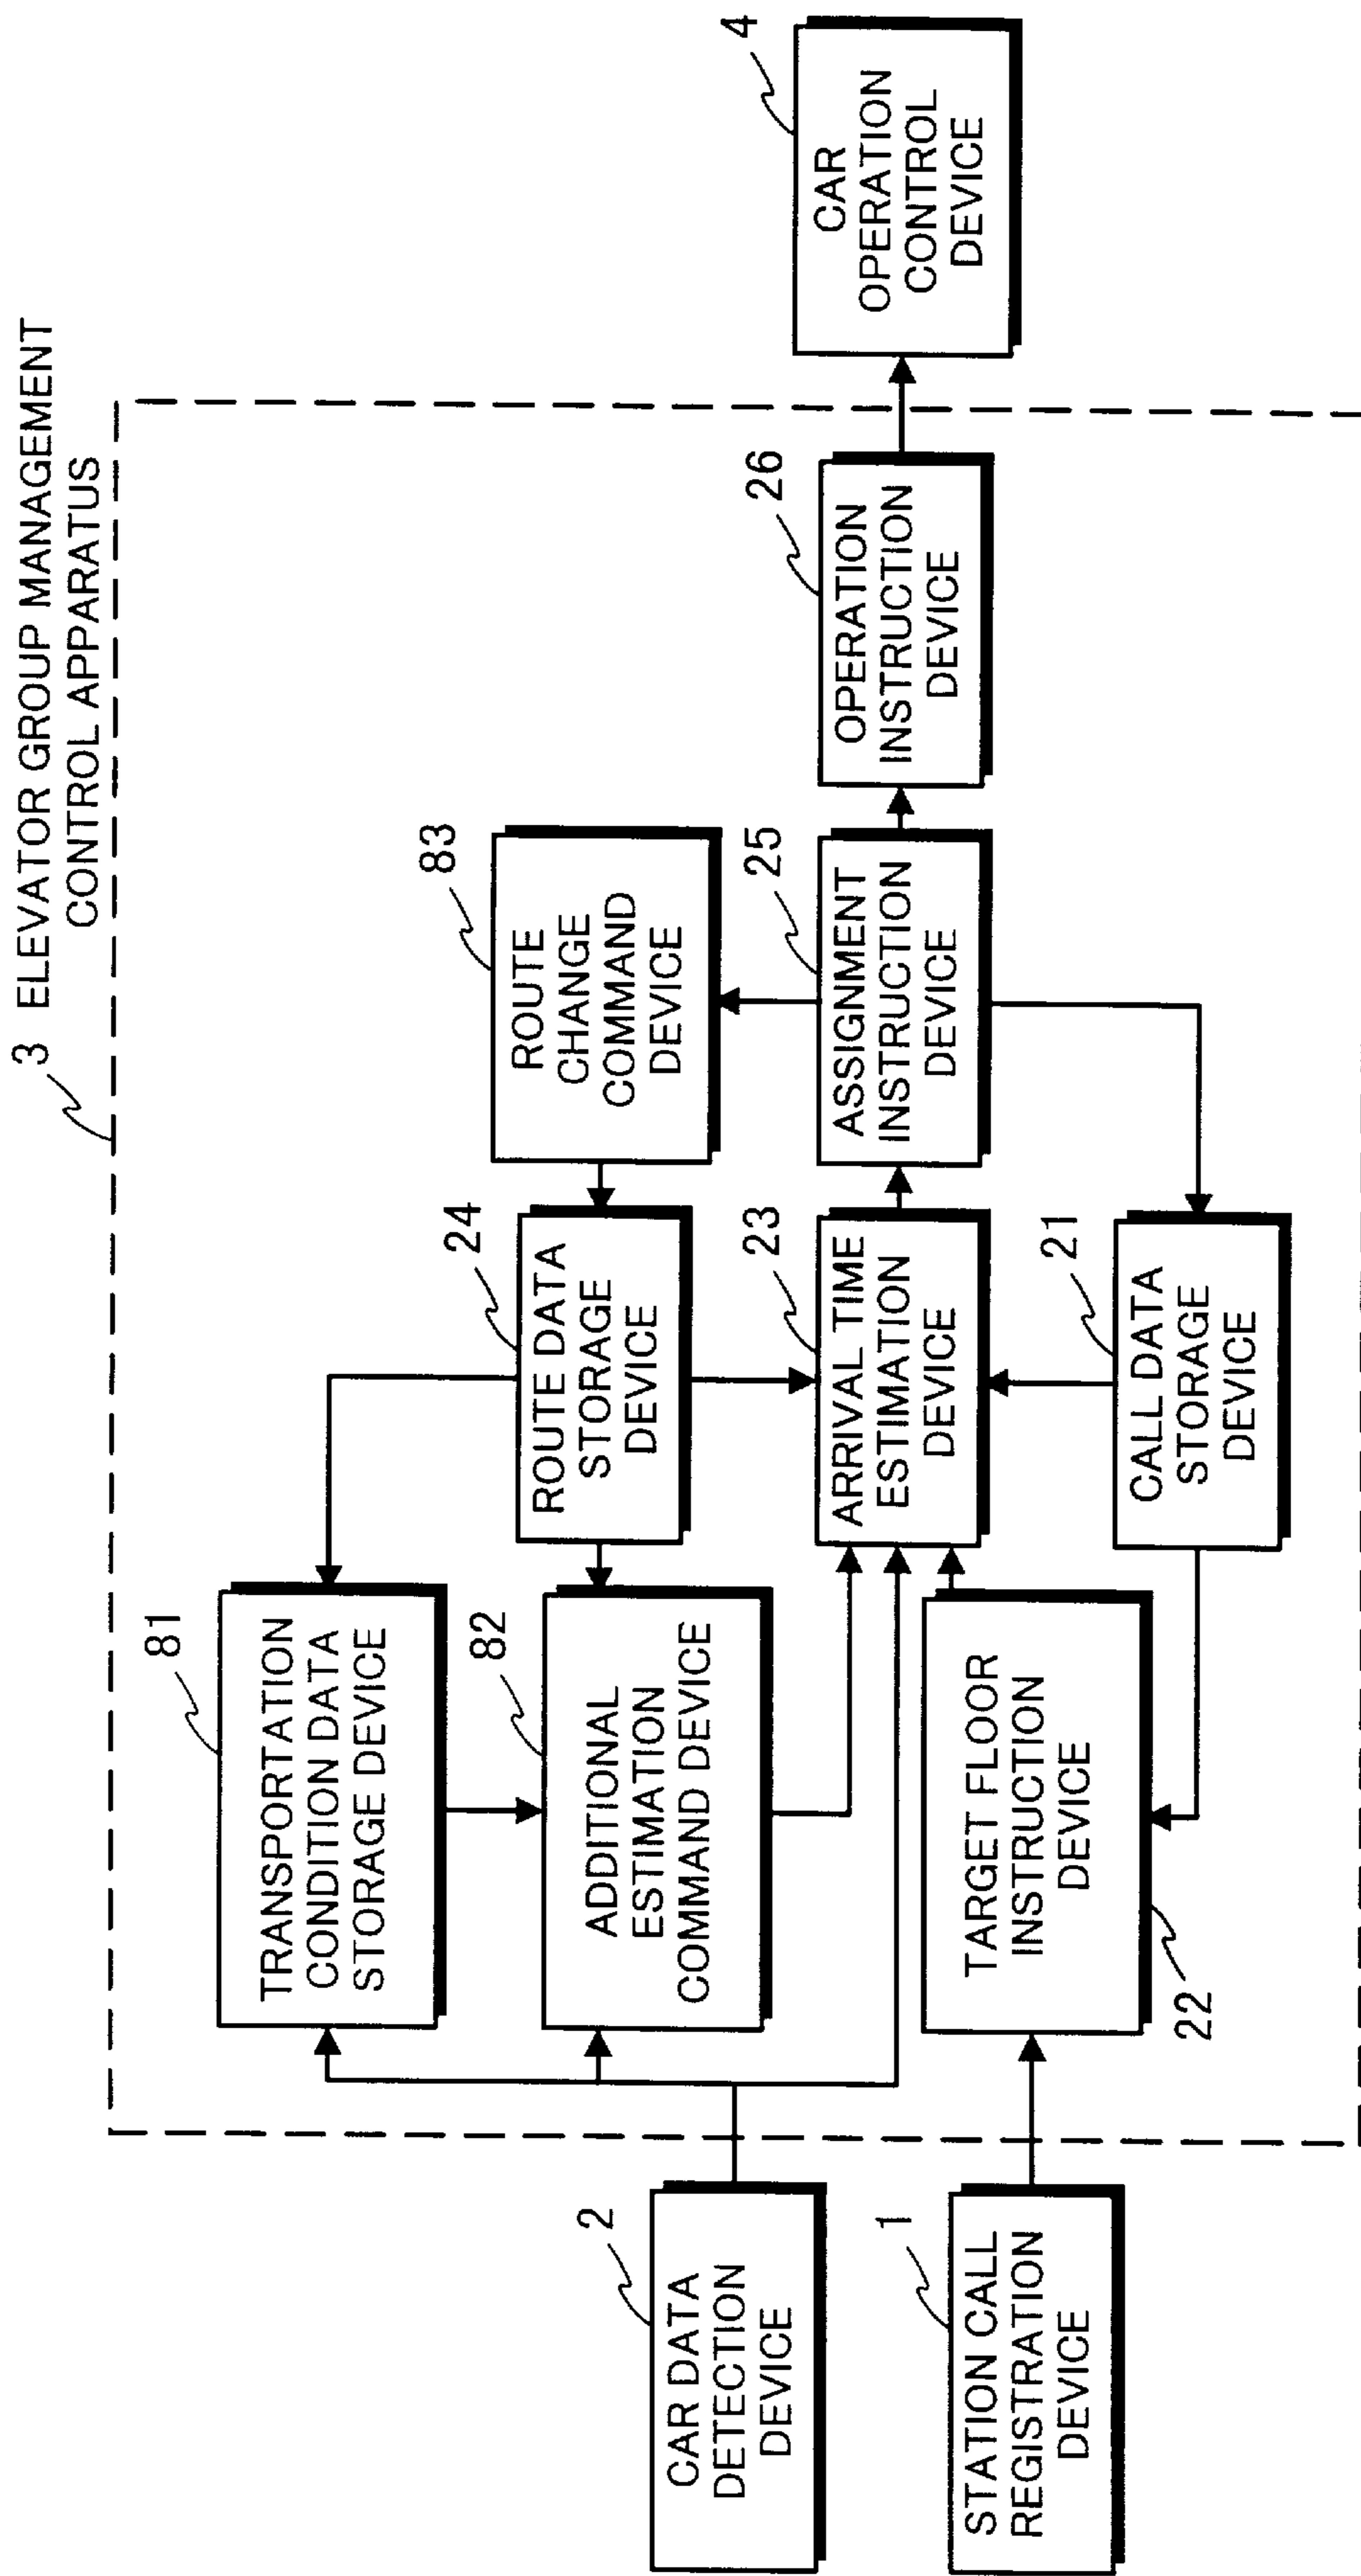 3 ELEVATOR GROUP MANAGEMENT
CONTROL APPARATUS
81
TRANSPORTATION
CONDITION DATA
STORAGE DEVICE
24
ROUTE DATA
STORAGE
DEVICE
83
ROUTE
CHANGE
COMMAND
DEVICE
82
ADDITIONAL
ESTIMATION
COMMAND DEVICE
2
CAR DATA
DETECTION
DEVICE
23
ARRIVAL TIME
ESTIMATION
DEVICE
25
ASSIGNMENT
INSTRUCTION
DEVICE
26
OPERATION
INSTRUCTION
DEVICE
4
CAR
OPERATION
CONTROL
DEVICE
1
STATION CALL
REGISTRATION
DEVICE
22
TARGET FLOOR
INSTRUCTION
DEVICE
21
CALL DATA
STORAGE
DEVICE